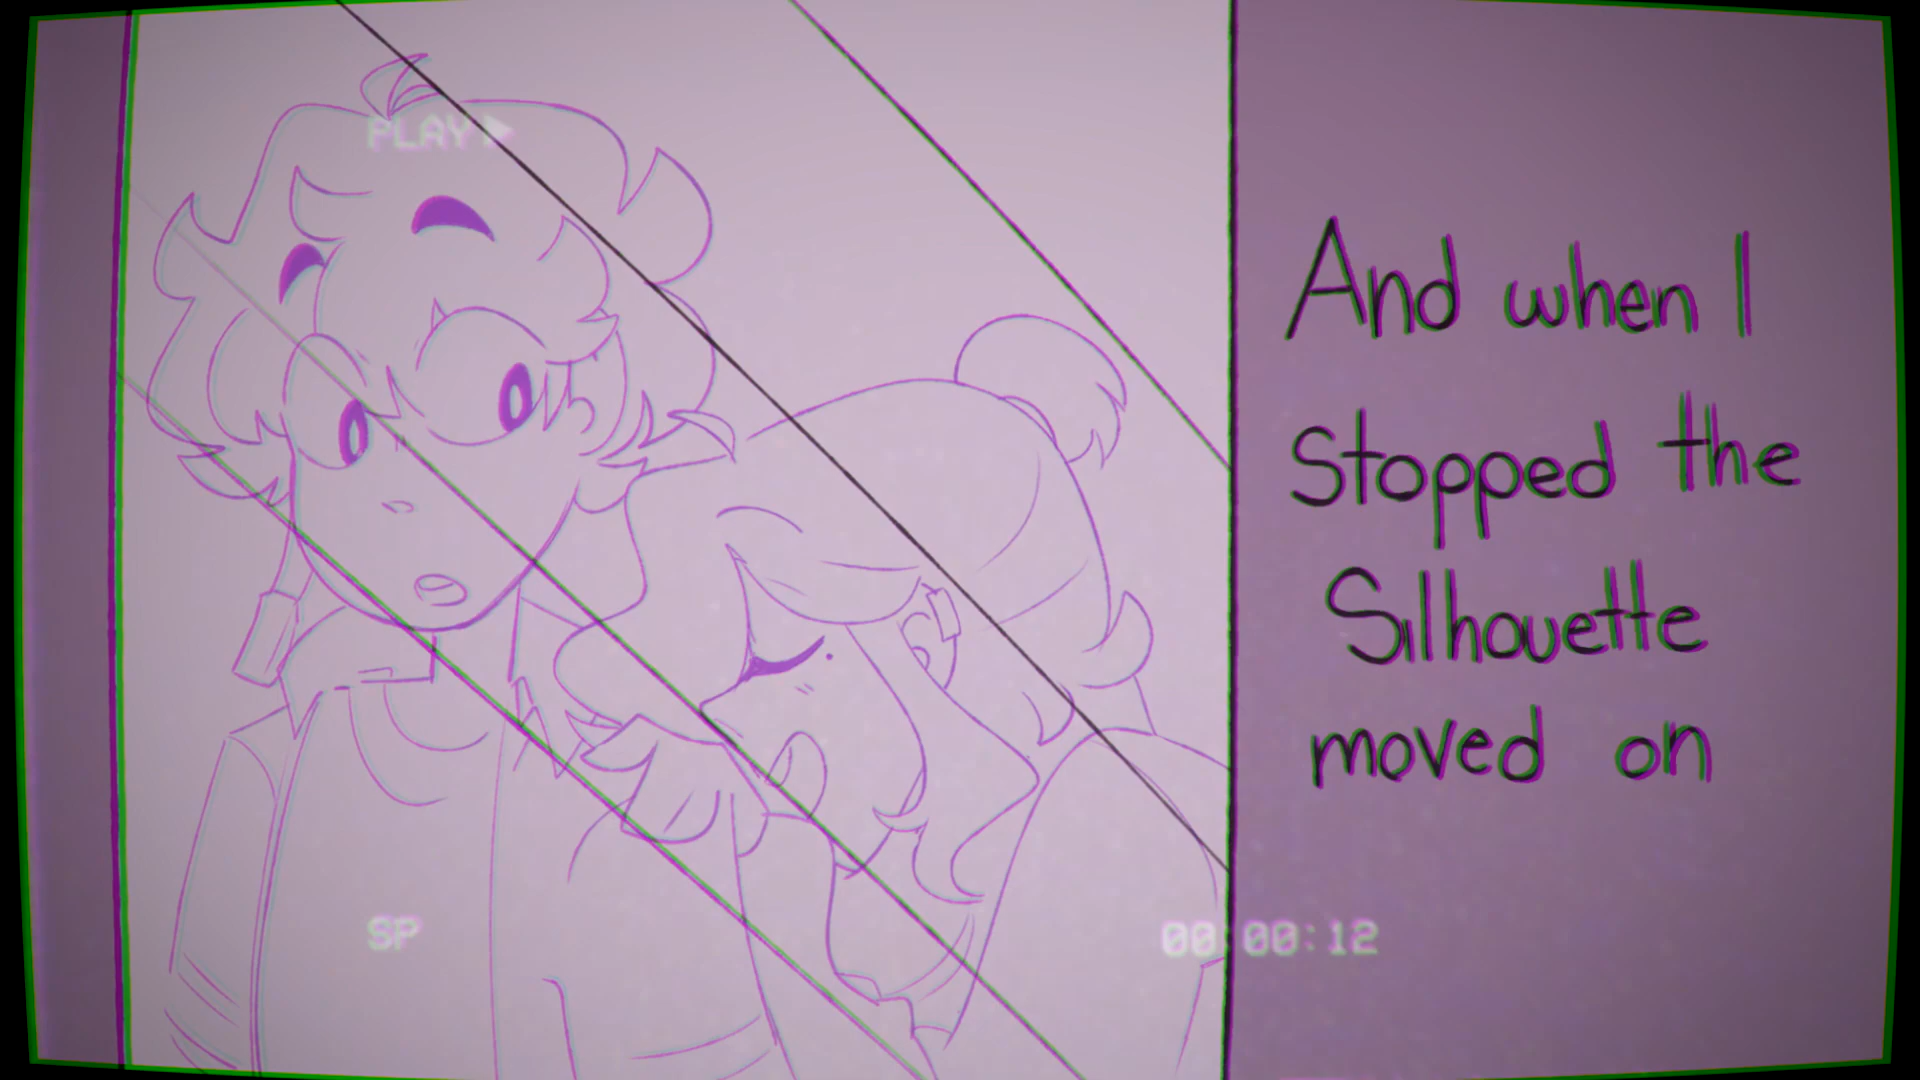 PLAY
And when I
Stopped the
Silhouette
moved on
SP
00:00:12